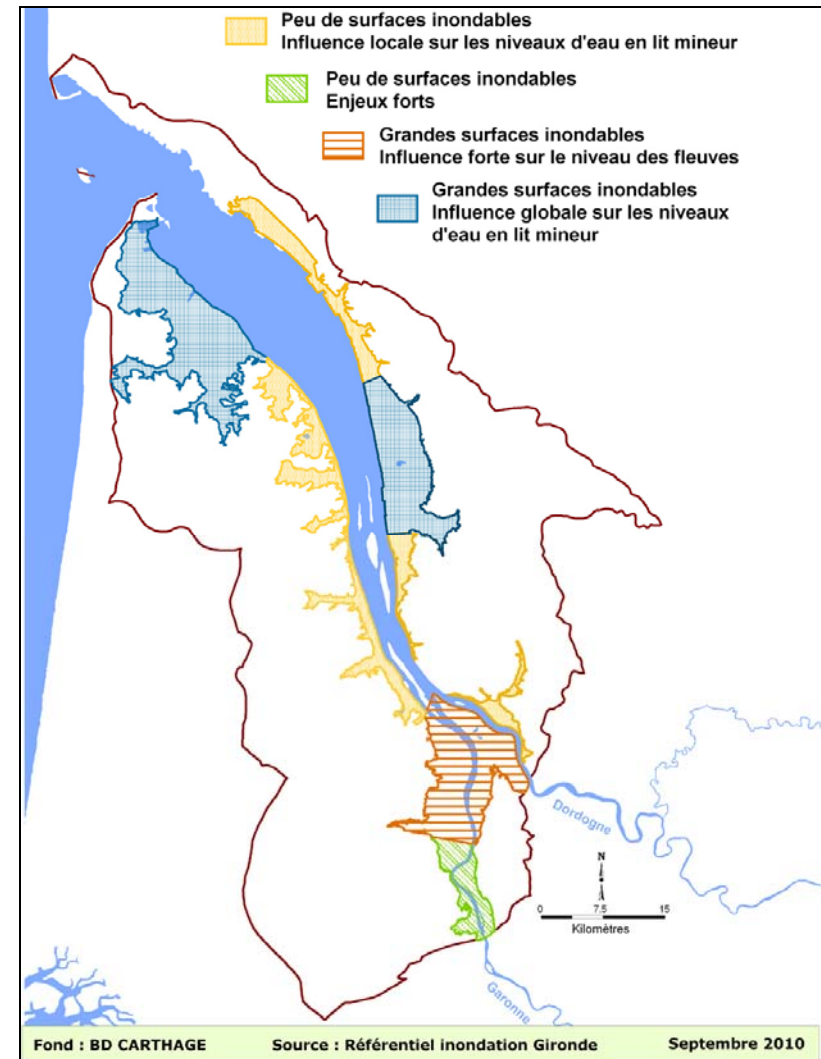 Peu de surfaces inondables
Influence locale sur les niveaux d'eau en lit mineur
Peu de surfaces inondables
Enjeux forts
Grandes surfaces inondables
Influence forte sur le niveau des fleuves
Grandes surfaces inondables
Influence globale sur les niveaux
d'eau en lit mineur
Dordogne
N
0 7.5 15
Kilomètres
Garonne
Fond : BD CARTHAGE Source : Référentiel inondation Gironde Septembre 2010